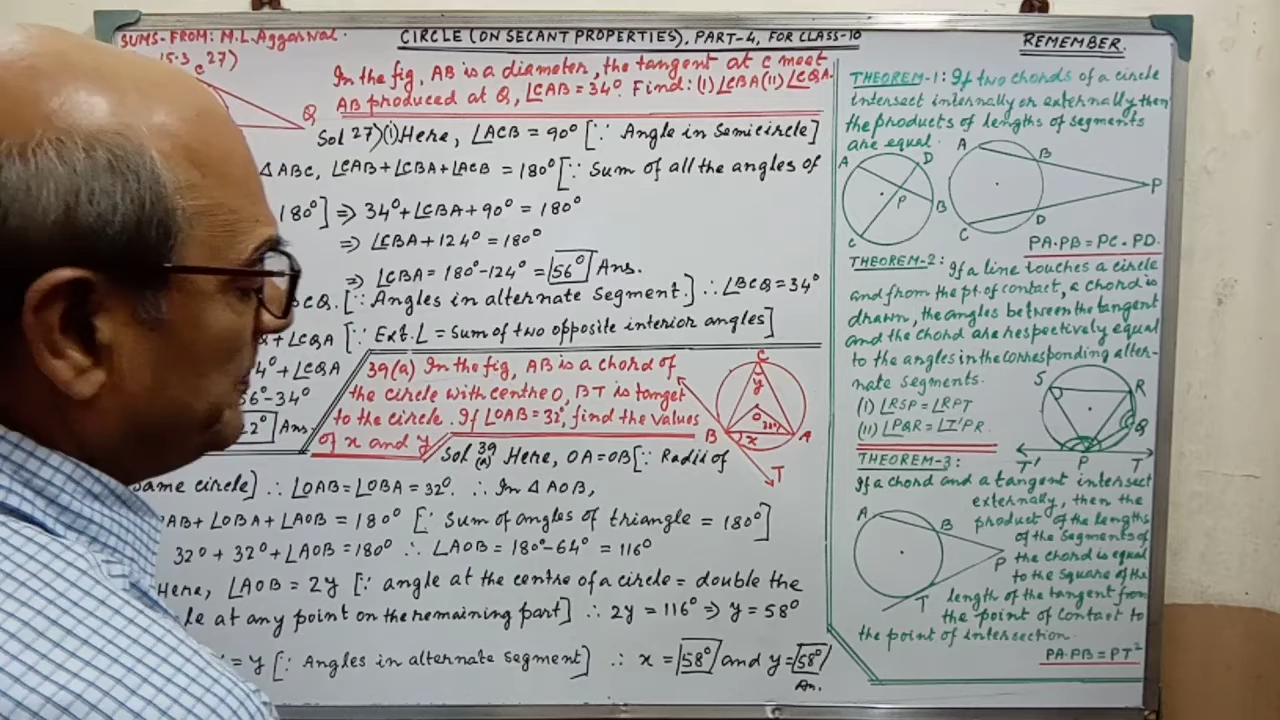 SUMS-FROM: M.L. Aggarwal.
15.3 27)
CIRCLE (ON SECANT PROPERTIES), PART-4, FOR CLASS-10
In the fig, AB is a diameter, the tangent at C meet
AB produced at Q, ∠CAB = 34°. Find: (i) ∠CBA (ii) ∠CQA.
C
Q
Sol 27) (i) Here, ∠ACB = 90° [∵ Angle in Semicircle]
ΔABC, ∠CAB + ∠CBA + ∠ACB = 180° [∵ Sum of all the angles of
180°] ⇒ 34° + ∠CBA + 90° = 180°
⇒ ∠CBA + 124° = 180°
⇒ ∠CBA = 180° - 124° = 56° Ans.
BCQ. [∵ Angles in alternate segment.] ∴ ∠BCQ = 34°
+ ∠CQA [∵ Ext. ∠ = Sum of two opposite interior angles]
4° + ∠CQA
56° - 34°
22° Ans.
39(a) In the fig, AB is a chord of
the circle with centre O, BT is tanget
to the circle. If ∠OAB = 32°, find the values
of x and y
C
y
O
32°
B
x
A
T
Sol 39 (a) Here, OA = OB [∵ Radii of
same circle] ∴ ∠OAB = ∠OBA = 32°. ∴ In ΔAOB,
OAB + ∠OBA + ∠AOB = 180° [∵ Sum of angles of triangle = 180°]
32° + 32° + ∠AOB = 180° ∴ ∠AOB = 180° - 64° = 116°
Here, ∠AOB = 2y [∵ angle at the centre of a circle = double the
le at any point on the remaining part] ∴ 2y = 116° ⇒ y = 58°
= y [∵ Angles in alternate segment] ∴ x = 58° and y = 58°
An.
REMEMBER.
THEOREM-1: If two chords of a circle
intersect internally or externally then
the products of lengths of segments
are equal.
A
D
P
B
C
A
B
P
D
C
PA·PB = PC·PD.
THEOREM-2: If a line touches a circle
and from the pt. of contact, a chord is
drawn, the angles between the tangent
and the chord are respectively equal
to the angles in the corresponding alter-
nate segments.
(i) ∠RSP = ∠RPT
(ii) ∠PQR = ∠T'PR.
S
R
Q
T'
P
T
THEOREM-3:
If a chord and a tangent intersect
externally, then the
product of the lengths
of the segments of
the chord is equal
to the square of the
length of the tangent from
the point of contact to
the point of intersection.
A
B
P
T
PA·PB = PT²